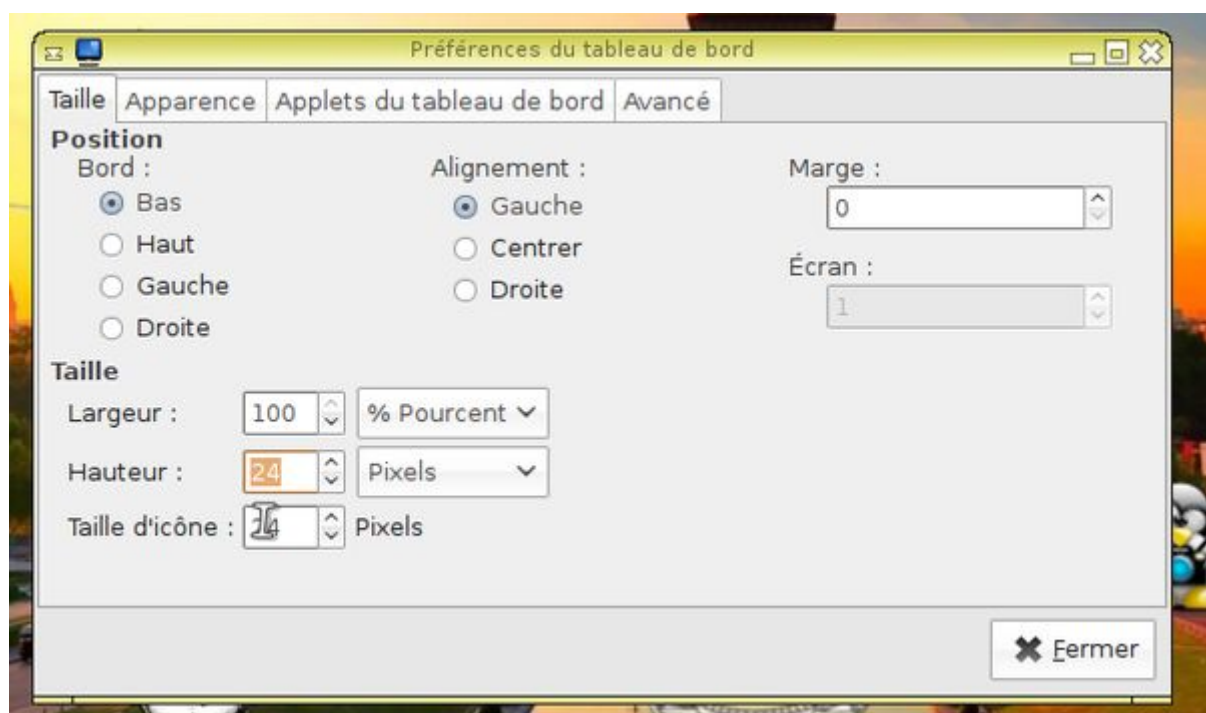 Préférences du tableau de bord
Taille Apparence Applets du tableau de bord Avancé
Position
Bord : Alignement : Marge :
Bas Gauche 0
Haut Centrer
Écran :
Gauche Droite 1
Droite
Taille
Largeur : 100 % Pourcent
Hauteur : 24 Pixels
Taille d'icône : 24 Pixels
Fermer